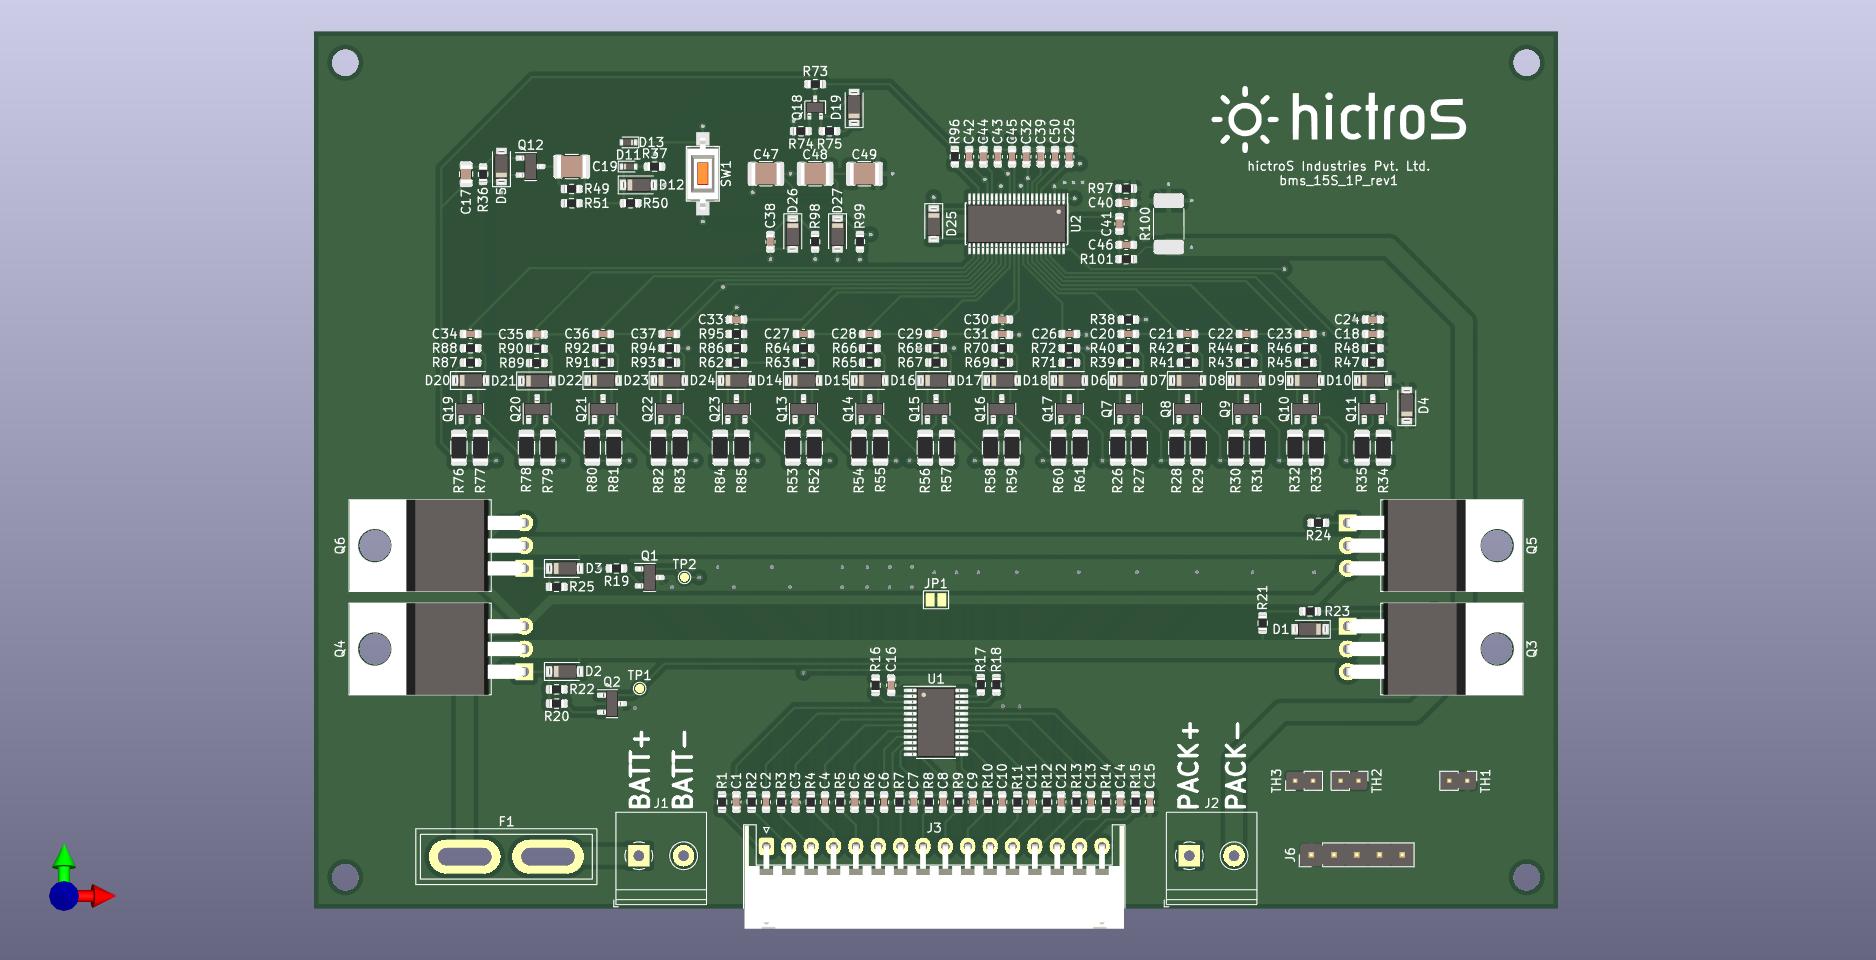 R73
Q18 D19
R74 R75
hictroS
hictroS Industries Pvt. Ltd.
bms_15S_1P_rev1
Q12
D13
D11 R37
C19
D12
C17 R36 D5
R49
R51 R50
SW1
C47 C48 C49
C38 D26 R98 D27 R99
R96 C42 C44 C43 C45 C32 C39 C50 C25
D25
U2
R97
C40
C41
C46
R101
R100
C33 C30 R38 C24
C34 C35 C36 C37 R95 C27 C28 C29 C31 C26 C20 C21 C22 C23 C18
R88 R90 R92 R94 R86 R64 R66 R68 R70 R72 R40 R42 R44 R46 R48
R87 R89 R91 R93 R62 R63 R65 R67 R69 R71 R39 R41 R43 R45 R47
D20 D21 D22 D23 D24 D14 D15 D16 D17 D18 D6 D7 D8 D9 D10
D4
Q19 Q20 Q21 Q22 Q23 Q13 Q14 Q15 Q16 Q17 Q7 Q8 Q9 Q10 Q11
R76 R77 R78 R79 R80 R81 R82 R83 R84 R85 R53 R52 R54 R55 R56 R57 R58 R59 R60 R61 R26 R27 R28 R29 R30 R31 R32 R33 R35 R34
Q6
R24
Q5
Q1
D3 R19 TP2
R25
JP1
R21
R23
D1
Q4
Q3
D2
R22
R20
Q2
TP1
R16 C16 R17 R18
U1
BATT+ BATT-
PACK+ PACK-
R1 C1 R2 C2 R3 C3 R4 C4 R5 C5 R6 C6 R7 C7 R8 C8 R9 C9 R10 C10 R11 C11 R12 C12 R13 C13 R14 C14 R15 C15
TH3 TH2 TH1
J1
J2
F1
J3
J6